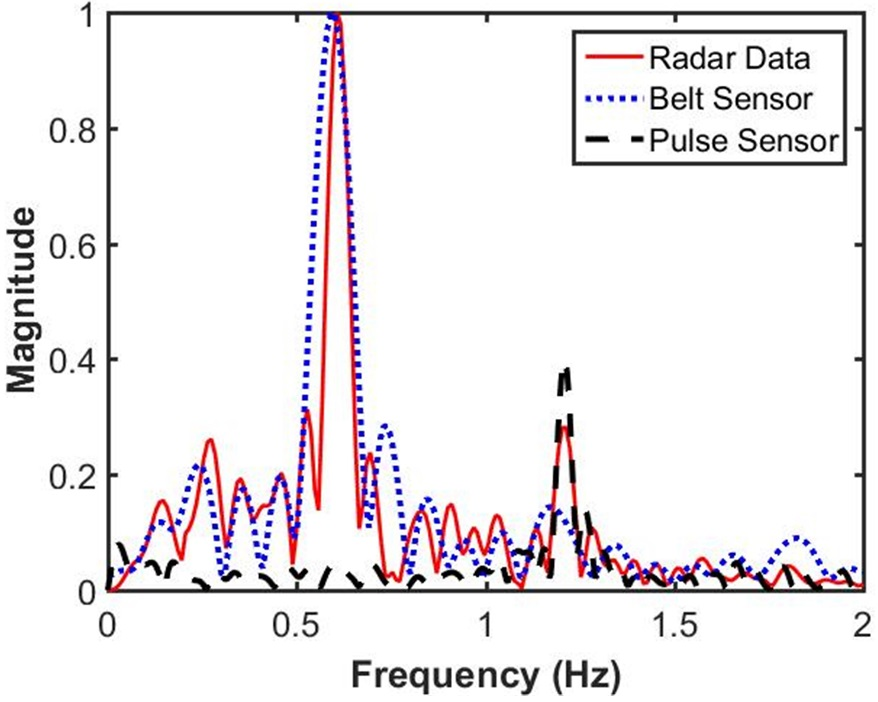 1
0.8
0.6
0.4
0.2
0
Magnitude
Radar Data
Belt Sensor
Pulse Sensor
0 0.5 1 1.5 2
Frequency (Hz)